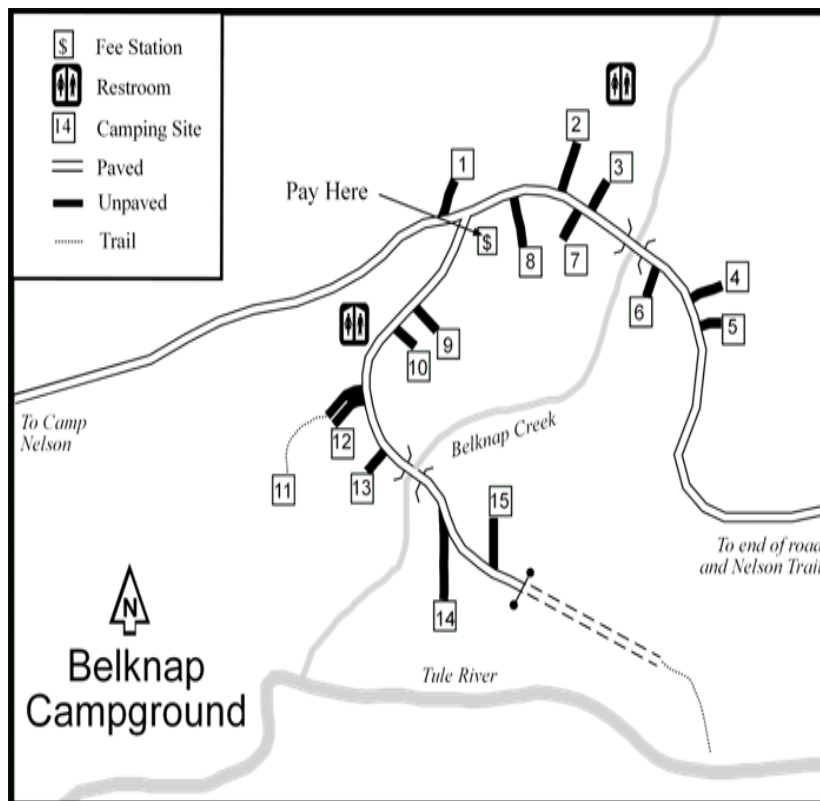 $ Fee Station
Restroom
14 Camping Site
Paved
Unpaved
Trail
Pay Here
$
1
2
3
8
7
6
4
5
9
10
12
11
13
To Camp
Nelson
Belknap Creek
15
14
To end of road
and Nelson Trail
N
Belknap
Campground
Tule River